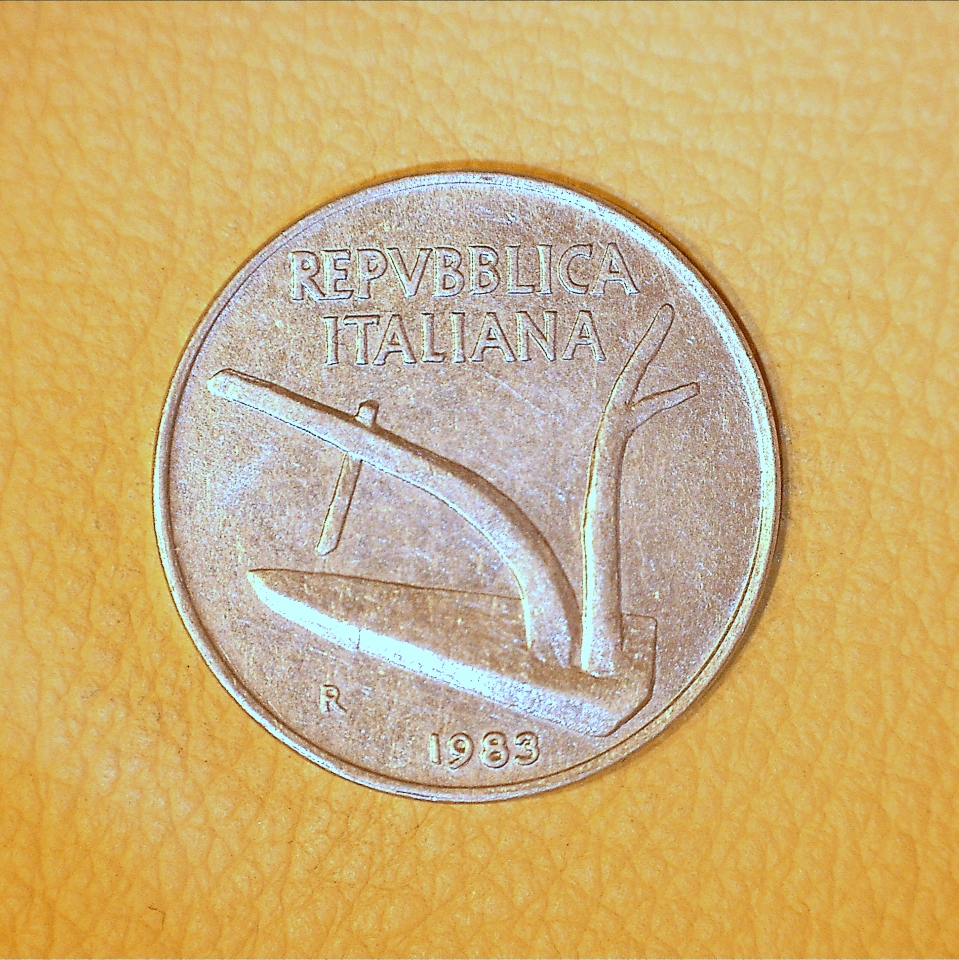 REPVBBLICA
ITALIANA
R
1983